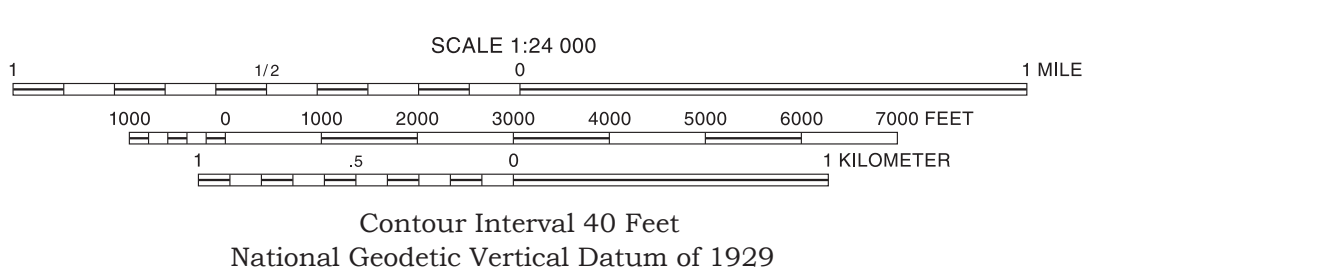 SCALE 1:24 000
1 1/2 0 1 MILE
1000 0 1000 2000 3000 4000 5000 6000 7000 FEET
1 .5 0 1 KILOMETER
Contour Interval 40 Feet
National Geodetic Vertical Datum of 1929